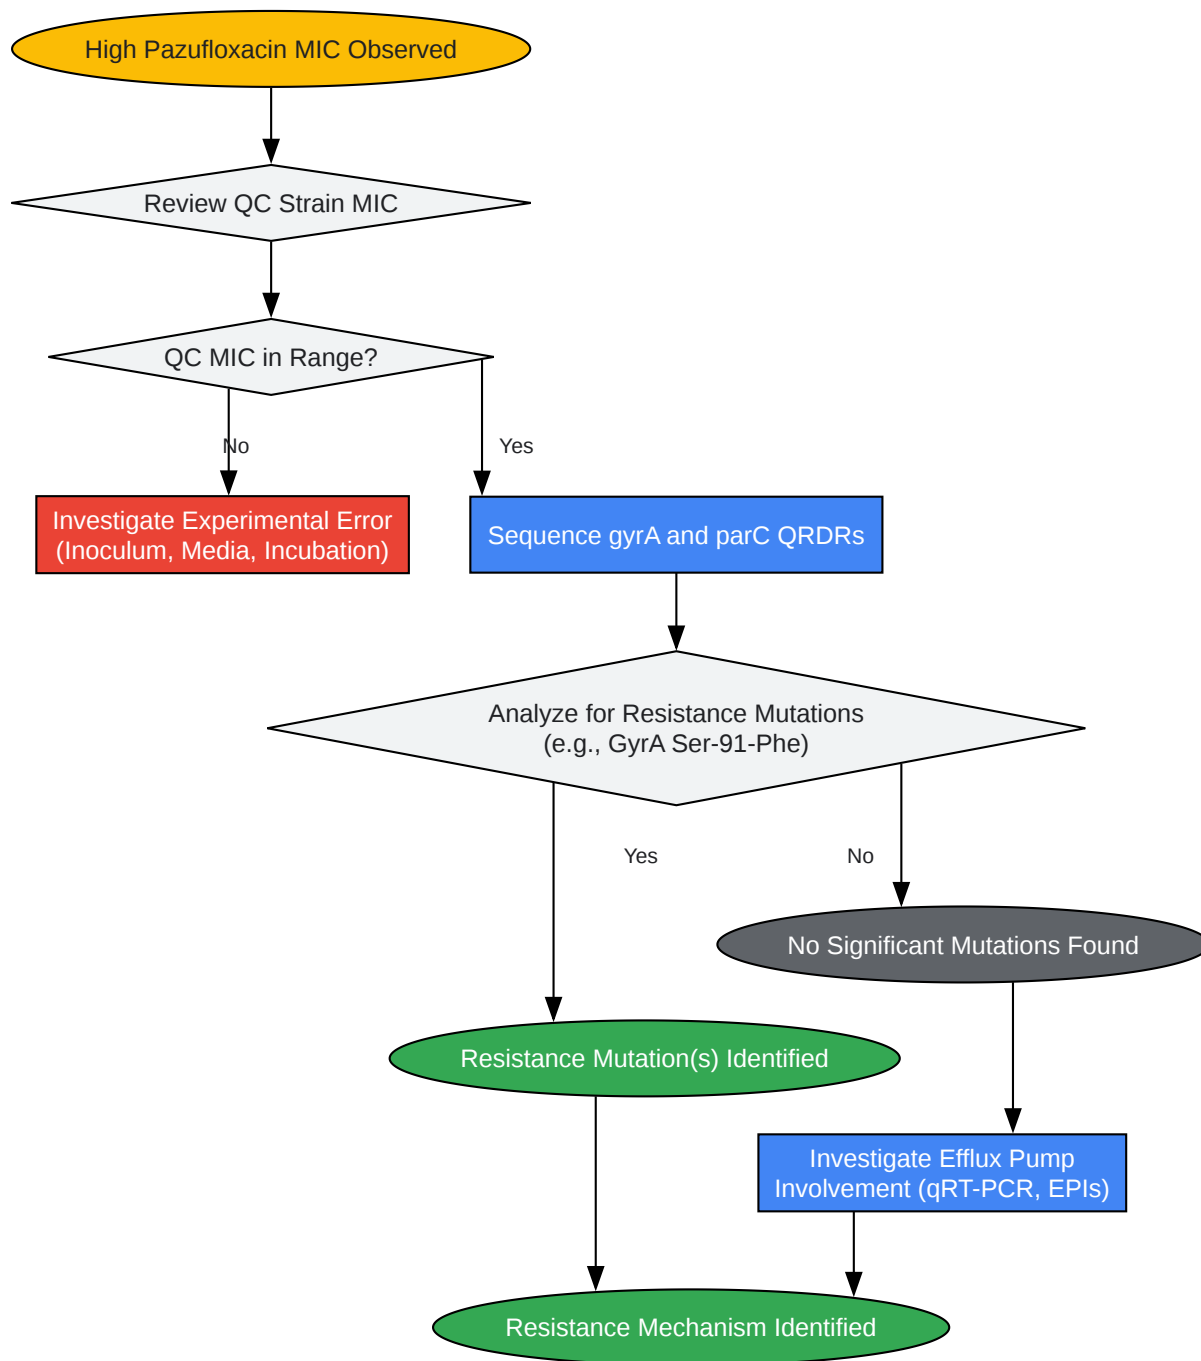 High Pazufloxacin MIC Observed
Review QC Strain MIC
QC MIC in Range?
No
Yes
Investigate Experimental Error
(Inoculum, Media, Incubation)
Sequence gyrA and parC QRDRs
Analyze for Resistance Mutations
(e.g., GyrA Ser-91-Phe)
Yes
No
No Significant Mutations Found
Resistance Mutation(s) Identified
Investigate Efflux Pump
Involvement (qRT-PCR, EPIs)
Resistance Mechanism Identified